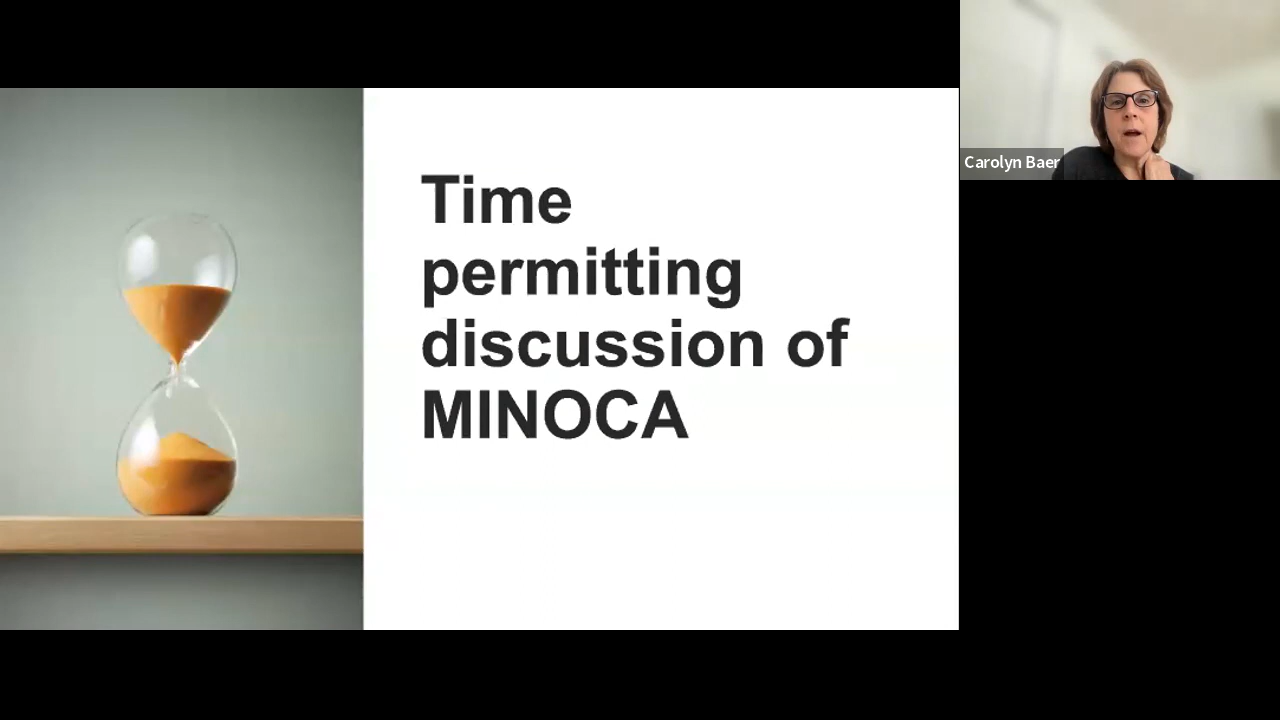 Time
permitting
discussion of
MINOCA
Carolyn Baer